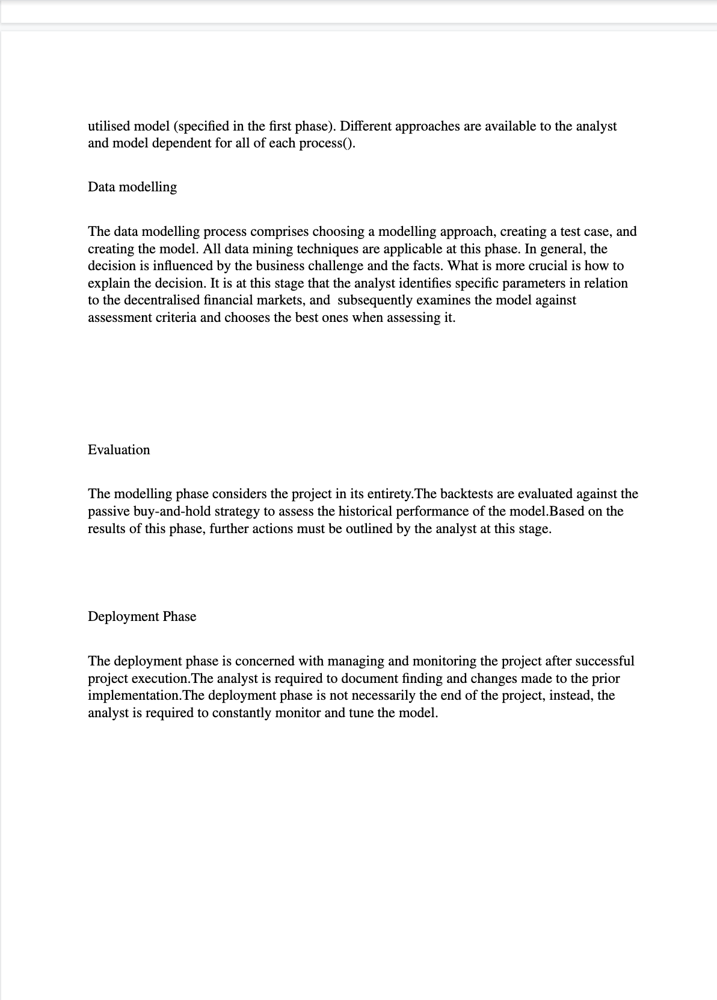 utilised model (specified in the first phase). Different approaches are available to the analyst
and model dependent for all of each process().
Data modelling
The data modelling process comprises choosing a modelling approach, creating a test case, and
creating the model. All data mining techniques are applicable at this phase. In general, the
decision is influenced by the business challenge and the facts. What is more crucial is how to
explain the decision. It is at this stage that the analyst identifies specific parameters in relation
to the decentralised financial markets, and  subsequently examines the model against
assessment criteria and chooses the best ones when assessing it.
Evaluation
The modelling phase considers the project in its entirety.The backtests are evaluated against the
passive buy-and-hold strategy to assess the historical performance of the model.Based on the
results of this phase, further actions must be outlined by the analyst at this stage.
Deployment Phase
The deployment phase is concerned with managing and monitoring the project after successful
project execution.The analyst is required to document finding and changes made to the prior
implementation.The deployment phase is not necessarily the end of the project, instead, the
analyst is required to constantly monitor and tune the model.